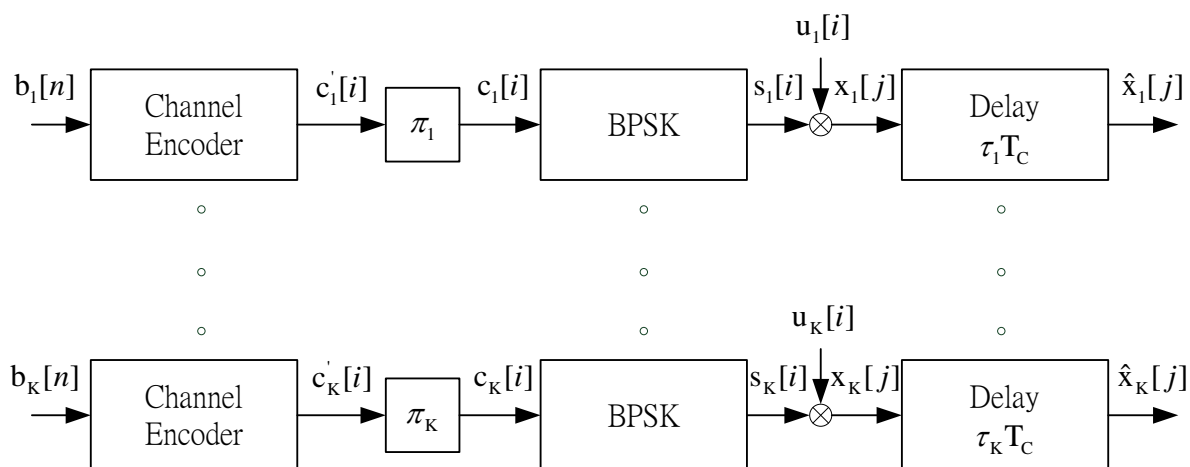 u₁[i]
b₁[n] Channel Encoder c'₁[i] π₁ c₁[i] BPSK s₁[i] x₁[j] Delay τ₁T_C x̂₁[j]
u_K[i]
b_K[n] Channel Encoder c'_K[i] π_K c_K[i] BPSK s_K[i] x_K[j] Delay τ_KT_C x̂_K[j]